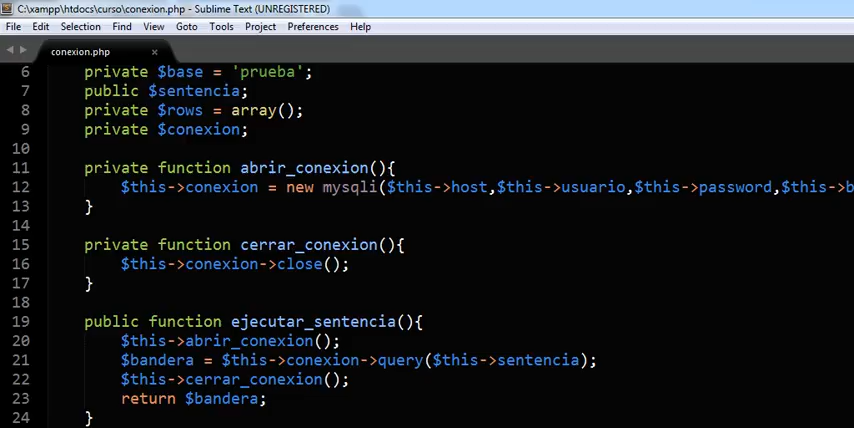 C:\xampp\htdocs\curso\conexion.php - Sublime Text (UNREGISTERED)
File Edit Selection Find View Goto Tools Project Preferences Help
conexion.php ×
6 private $base = 'prueba';
7 public $sentencia;
8 private $rows = array();
9 private $conexion;
10
11 private function abrir_conexion(){
12 $this->conexion = new mysqli($this->host,$this->usuario,$this->password,$this->b
13 }
14
15 private function cerrar_conexion(){
16 $this->conexion->close();
17 }
18
19 public function ejecutar_sentencia(){
20 $this->abrir_conexion();
21 $bandera = $this->conexion->query($this->sentencia);
22 $this->cerrar_conexion();
23 return $bandera;
24 }